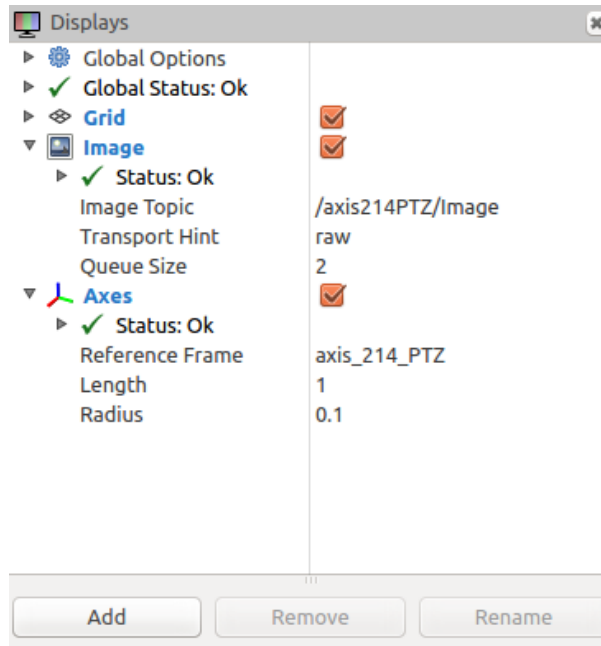 Displays
Global Options
Global Status: Ok
Grid
Image
Status: Ok
Image Topic /axis214PTZ/Image
Transport Hint raw
Queue Size 2
Axes
Status: Ok
Reference Frame axis_214_PTZ
Length 1
Radius 0.1
Add Remove Rename